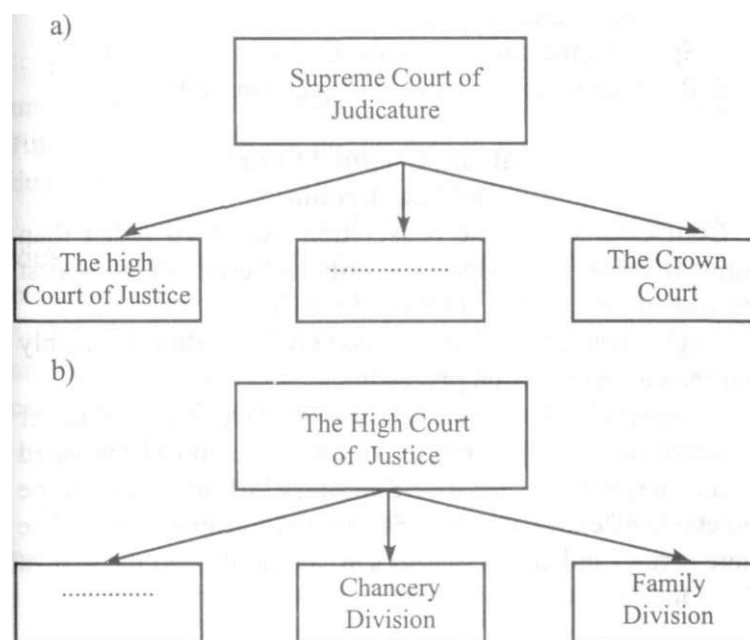 a)
Supreme Court of
Judicature
The high
Court of Justice
......................
The Crown
Court
b)
The High Court
of Justice
..............
Chancery
Division
Family
Division